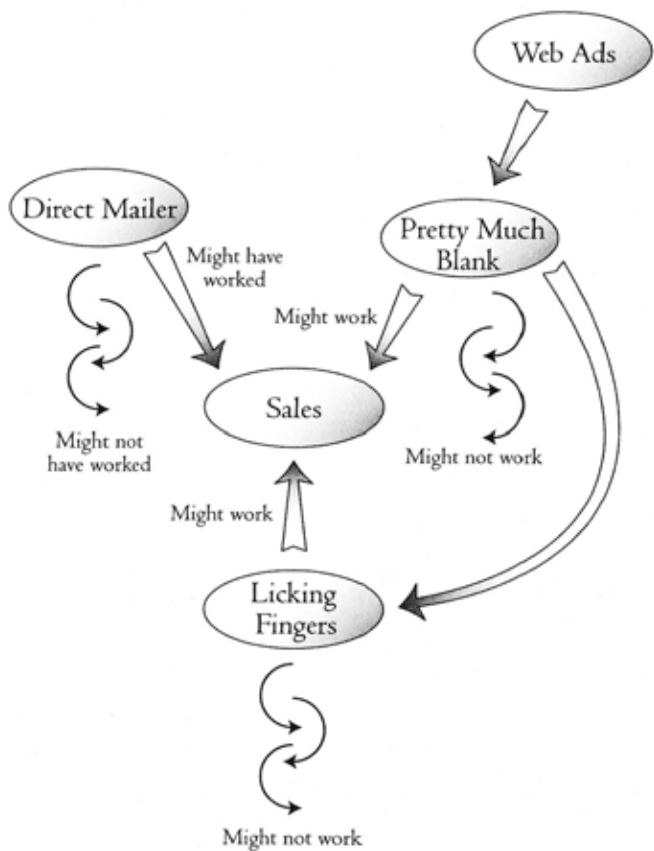 Web Ads
Direct Mailer
Pretty Much
Blank
Might have
worked
Might work
Sales
Might not
have worked
Might not work
Might work
Licking
Fingers
Might not work